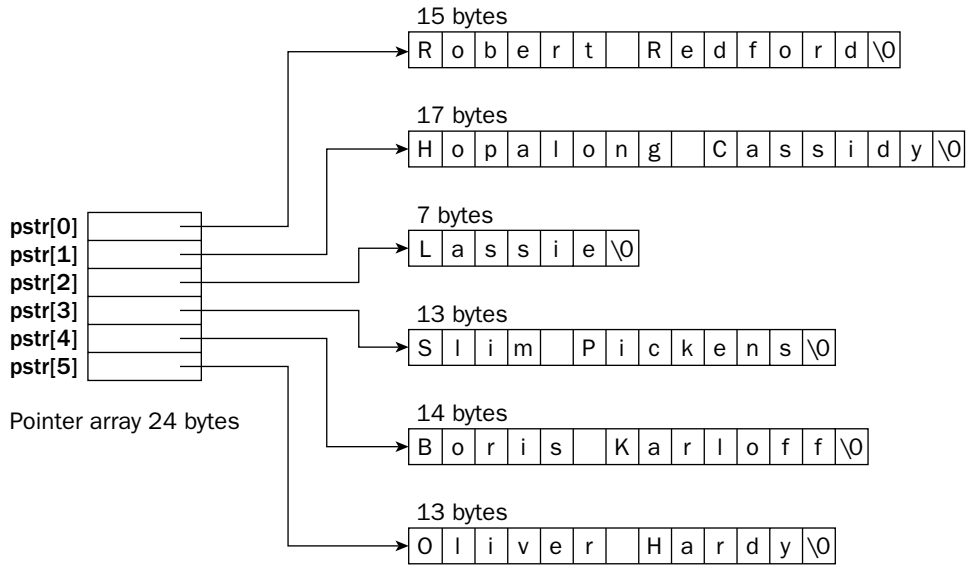 15 bytes
R o b e r t R e d f o r d \0
17 bytes
H o p a l o n g C a s s i d y \0
7 bytes
pstr[0]
L a s s i e \0
pstr[1]
pstr[2]
13 bytes
pstr[3]
S l i m P i c k e n s \0
pstr[4]
pstr[5]
Pointer array 24 bytes
14 bytes
B o r i s K a r l o f f \0
13 bytes
O l i v e r H a r d y \0